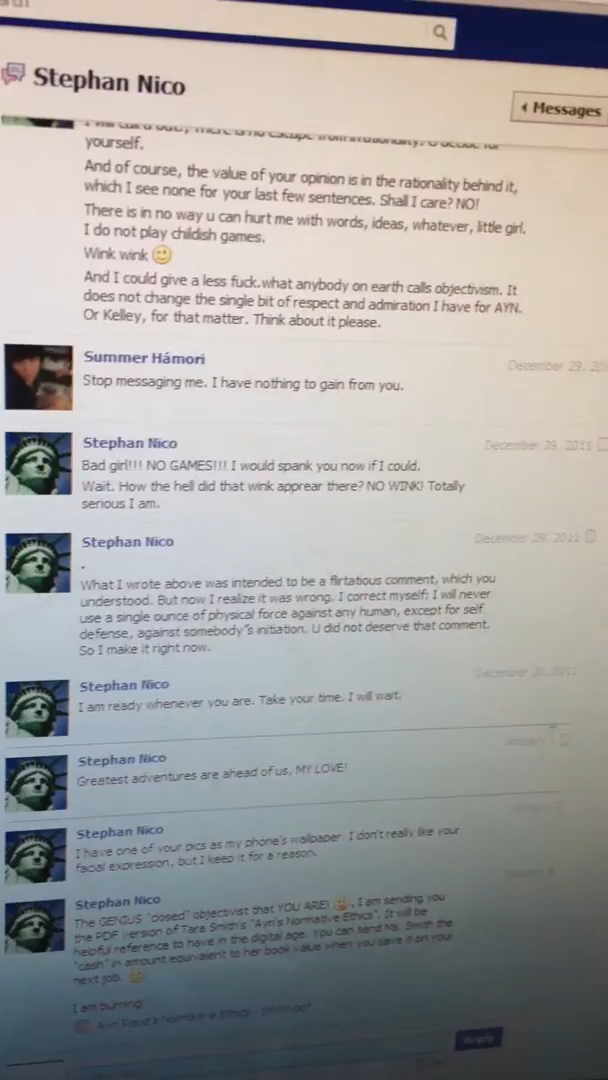 Stephan Nico
Messages
yourself.
And of course, the value of your opinion is in the rationality behind it,
which I see none for your last few sentences. Shall I care? NO!
There is in no way u can hurt me with words, ideas, whatever, little girl.
I do not play childish games.
Wink wink
And I could give a less fuck.what anybody on earth calls objectivism. It
does not change the single bit of respect and admiration I have for AYN.
Or Kelley, for that matter. Think about it please.
Summer Hámori
December 29, 20
Stop messaging me. I have nothing to gain from you.
Stephan Nico
December 29, 2011
Bad girl!!! NO GAMES!!! I would spank you now if I could.
Wait. How the hell did that wink apprear there? NO WINK! Totally
serious I am.
Stephan Nico
December 29, 2011
.
What I wrote above was intended to be a flirtatious comment, which you
understood. But now I realize it was wrong. I correct myself: I will never
use a single ounce of physical force against any human, except for self
defense, against somebody"s initiation. U did not deserve that comment.
So I make it right now.
Stephan Nico
December 30, 2011
I am ready whenever you are. Take your time. I will wait.
Stephan Nico
Greatest adventures are ahead of us, MY LOVE!
Stephan Nico
I have one of your pics as my phone's wallpaper. I don't really like your
facial expression, but I keep it for a reason.
Stephan Nico
The GENIUS "closed" objectivist that YOU ARE! , I am sending you
the PDF version of Tara Smith's "Ayn's Normative Ethics". It will be
helpful reference to have in the digital age. You can send Ms. Smith the
"cash" in amount equivalent to her book value when you save it on your
next job.
I am burning!
Reply